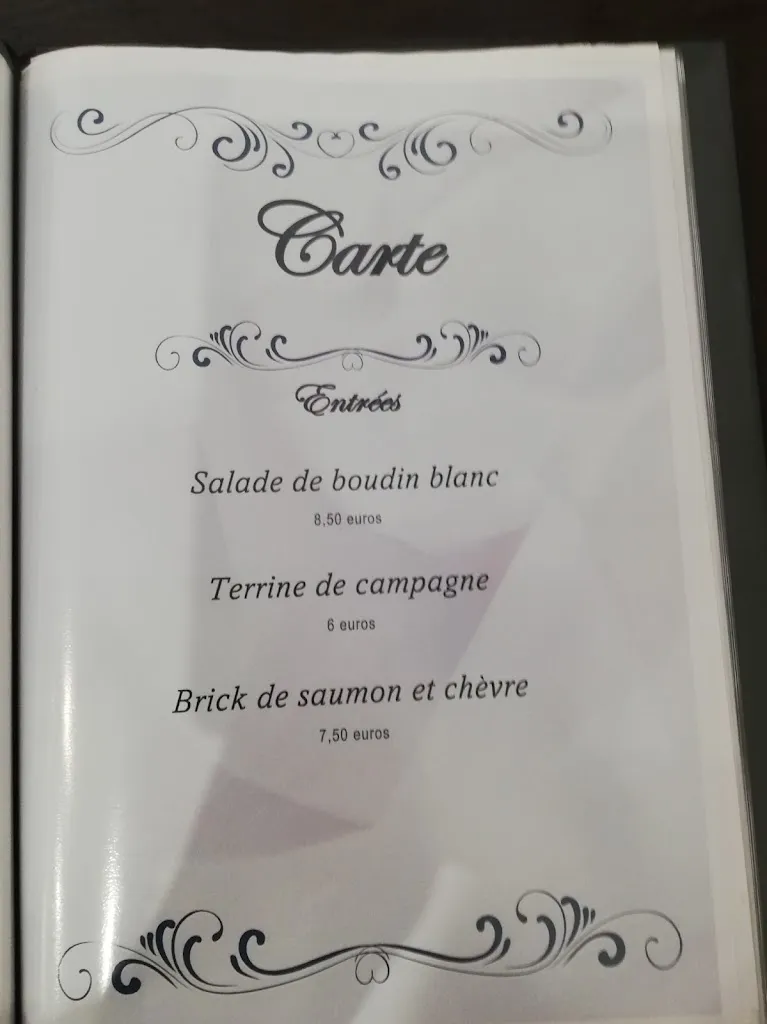 Carte
Entrées
Salade de boudin blanc
8,50 euros
Terrine de campagne
6 euros
Brick de saumon et chèvre
7,50 euros